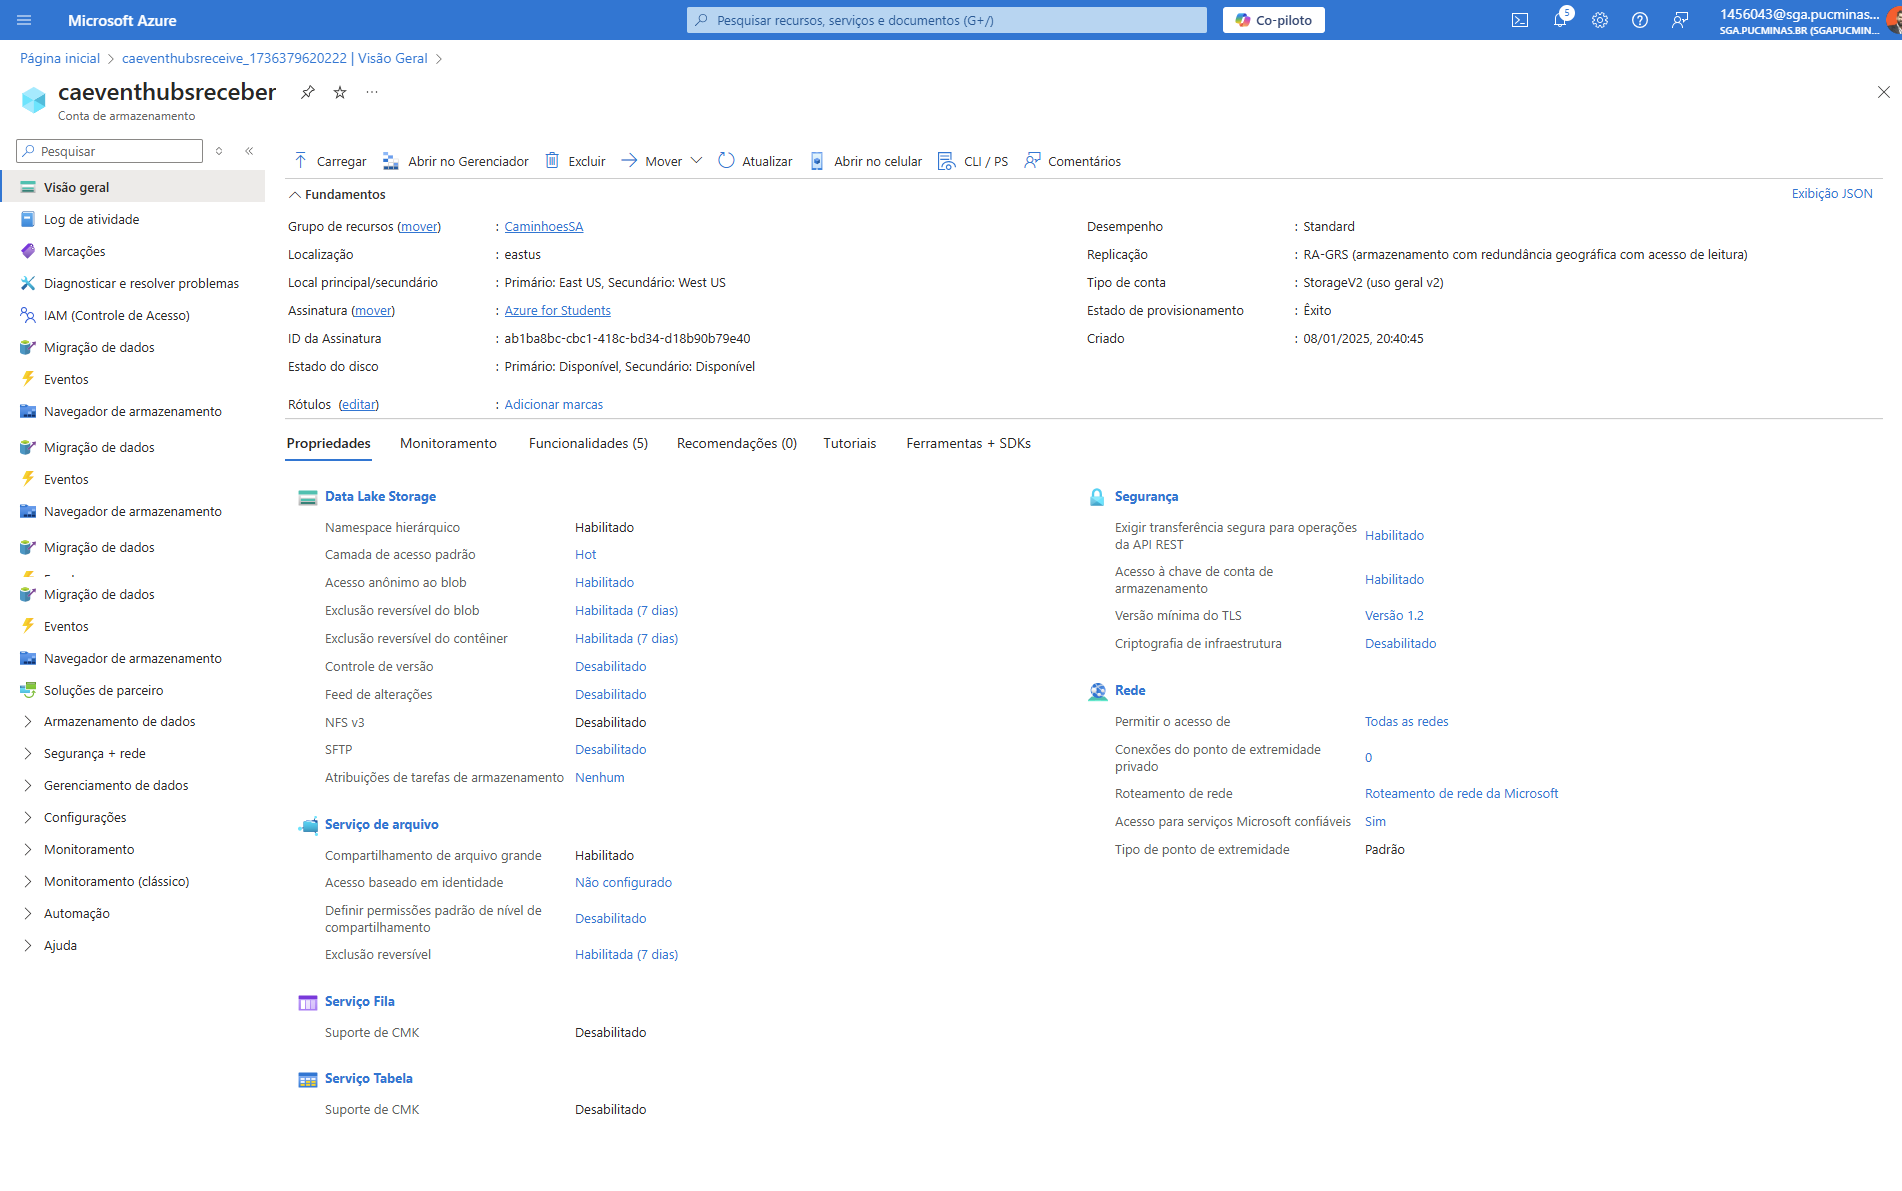 Microsoft Azure
Pesquisar recursos, serviços e documentos (G+/)
Co-piloto
5
1456043@sga.pucminas...
SGA.PUCMINAS.BR (SGAPUCMIN...
Página inicial > caeventhubsreceive_1736379620222 | Visão Geral >
caeventhubsreceber
...
Conta de armazenamento
Pesquisar
Carregar
Abrir no Gerenciador
Excluir
Mover
Atualizar
Abrir no celular
CLI / PS
Comentários
Visão geral
Log de atividade
Marcações
Diagnosticar e resolver problemas
IAM (Controle de Acesso)
Migração de dados
Eventos
Navegador de armazenamento
Migração de dados
Eventos
Navegador de armazenamento
Migração de dados
Migração de dados
Eventos
Navegador de armazenamento
Soluções de parceiro
Armazenamento de dados
Segurança + rede
Gerenciamento de dados
Configurações
Monitoramento
Monitoramento (clássico)
Automação
Ajuda
Fundamentos
Exibição JSON
Grupo de recursos (mover) : CaminhoesSA
Localização : eastus
Local principal/secundário : Primário: East US, Secundário: West US
Assinatura (mover) : Azure for Students
ID da Assinatura : ab1ba8bc-cbc1-418c-bd34-d18b90b79e40
Estado do disco : Primário: Disponível, Secundário: Disponível
Rótulos (editar) : Adicionar marcas
Desempenho : Standard
Replicação : RA-GRS (armazenamento com redundância geográfica com acesso de leitura)
Tipo de conta : StorageV2 (uso geral v2)
Estado de provisionamento : Êxito
Criado : 08/01/2025, 20:40:45
Propriedades
Monitoramento
Funcionalidades (5)
Recomendações (0)
Tutoriais
Ferramentas + SDKs
Data Lake Storage
Namespace hierárquico Habilitado
Camada de acesso padrão Hot
Acesso anônimo ao blob Habilitado
Exclusão reversível do blob Habilitada (7 dias)
Exclusão reversível do contêiner Habilitada (7 dias)
Controle de versão Desabilitado
Feed de alterações Desabilitado
NFS v3 Desabilitado
SFTP Desabilitado
Atribuições de tarefas de armazenamento Nenhum
Serviço de arquivo
Compartilhamento de arquivo grande Habilitado
Acesso baseado em identidade Não configurado
Definir permissões padrão de nível de
compartilhamento Desabilitado
Exclusão reversível Habilitada (7 dias)
Serviço Fila
Suporte de CMK Desabilitado
Serviço Tabela
Suporte de CMK Desabilitado
Segurança
Exigir transferência segura para operações
da API REST Habilitado
Acesso à chave de conta de
armazenamento Habilitado
Versão mínima do TLS Versão 1.2
Criptografia de infraestrutura Desabilitado
Rede
Permitir o acesso de Todas as redes
Conexões do ponto de extremidade
privado 0
Roteamento de rede Roteamento de rede da Microsoft
Acesso para serviços Microsoft confiáveis Sim
Tipo de ponto de extremidade Padrão